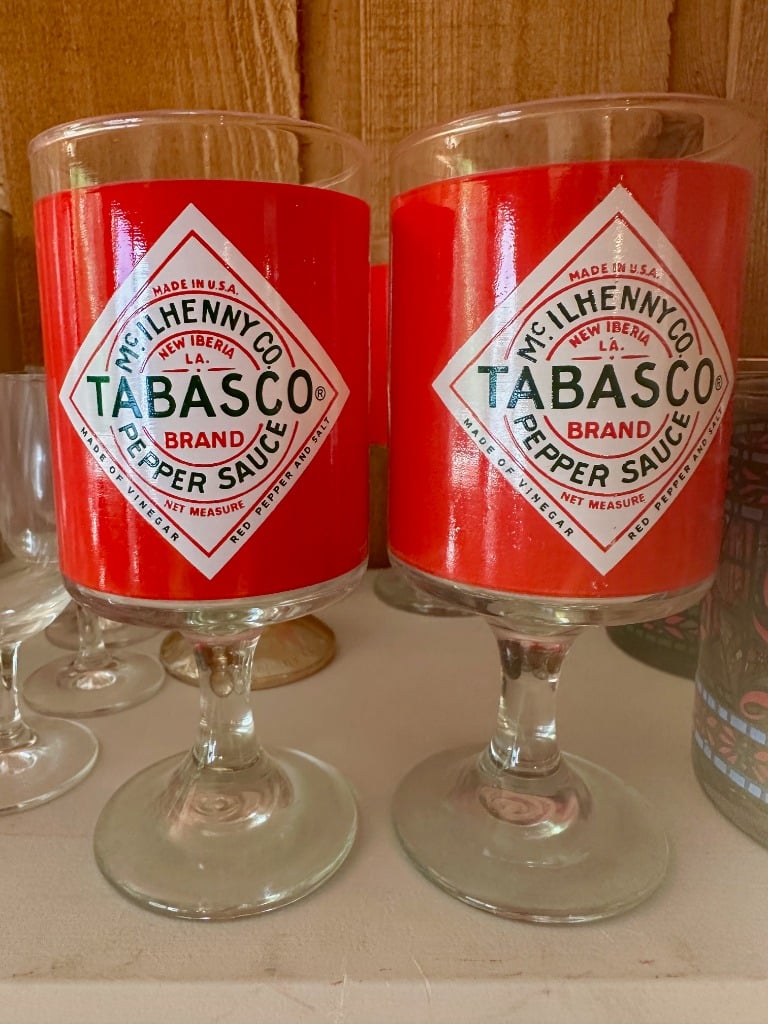 MADE IN U.S.A.
McILHENNY CO.
NEW IBERIA
LA.
TABASCO®
BRAND
PEPPER SAUCE
NET MEASURE
MADE OF VINEGAR
RED PEPPER AND SALT
MADE IN U.S.A.
McILHENNY CO.
NEW IBERIA
LA.
TABASCO®
BRAND
PEPPER SAUCE
NET MEASURE
MADE OF VINEGAR
RED PEPPER AND SALT